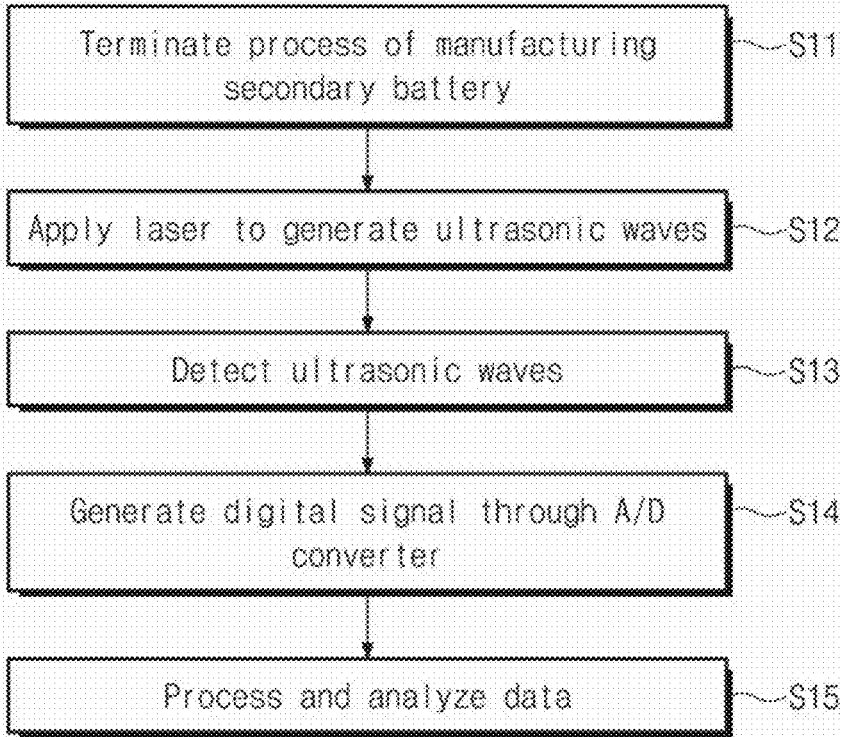 Terminate process of manufacturing
secondary battery
S11
Apply laser to generate ultrasonic waves
S12
Detect ultrasonic waves
S13
Generate digital signal through A/D
converter
S14
Process and analyze data
S15